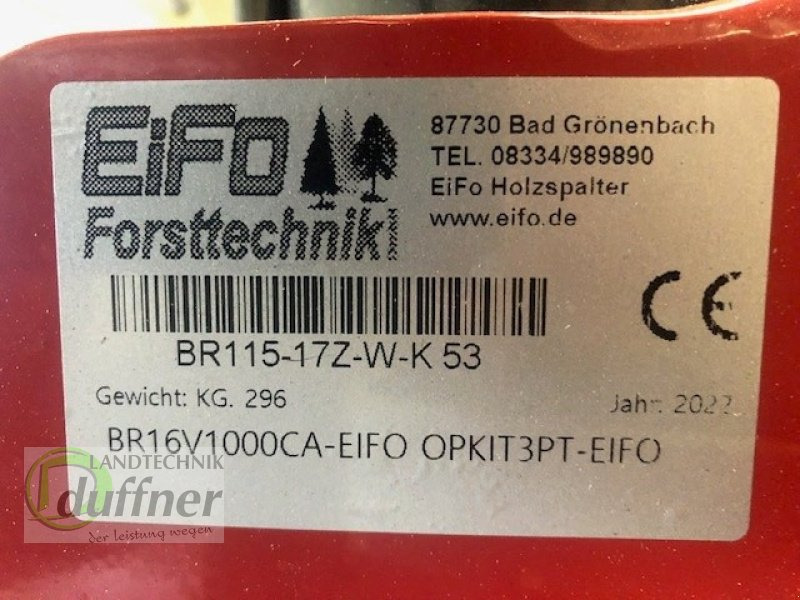 EiFo
Forsttechnik
87730 Bad Grönenbach
TEL. 08334/989890
EiFo Holzspalter
www.eifo.de
CE
BR115-17Z-W-K 53
Gewicht: KG. 296
Jahr. 2022
BR16V1000CA-EIFO OPKIT3PT-EIFO
LANDTECHNIK
duffner
der leistung wegen